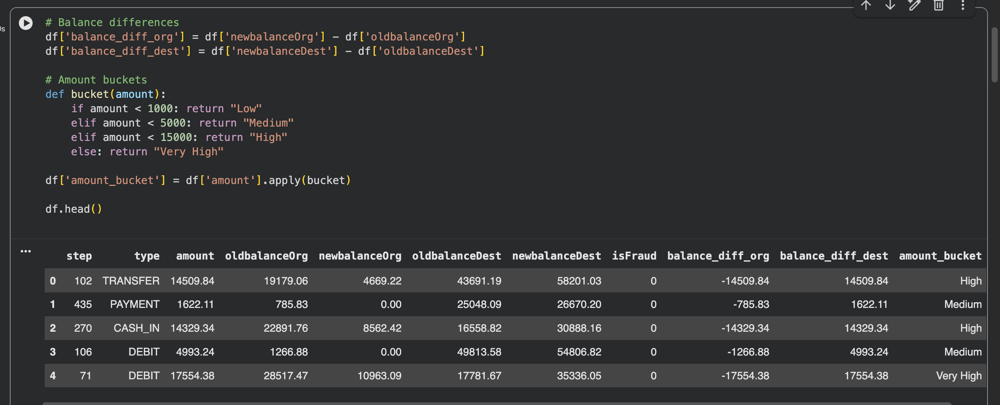 0s
# Balance differences
df['balance_diff_org'] = df['newbalanceOrg'] - df['oldbalanceOrg']
df['balance_diff_dest'] = df['newbalanceDest'] - df['oldbalanceDest']
# Amount buckets
def bucket(amount):
    if amount < 1000: return "Low"
    elif amount < 5000: return "Medium"
    elif amount < 15000: return "High"
    else: return "Very High"
df['amount_bucket'] = df['amount'].apply(bucket)
df.head()
step type amount oldbalanceOrg newbalanceOrg oldbalanceDest newbalanceDest isFraud balance_diff_org balance_diff_dest amount_bucket
0 102 TRANSFER 14509.84 19179.06 4669.22 43691.19 58201.03 0 -14509.84 14509.84 High
1 435 PAYMENT 1622.11 785.83 0.00 25048.09 26670.20 0 -785.83 1622.11 Medium
2 270 CASH_IN 14329.34 22891.76 8562.42 16558.82 30888.16 0 -14329.34 14329.34 High
3 106 DEBIT 4993.24 1266.88 0.00 49813.58 54806.82 0 -1266.88 4993.24 Medium
4 71 DEBIT 17554.38 28517.47 10963.09 17781.67 35336.05 0 -17554.38 17554.38 Very High